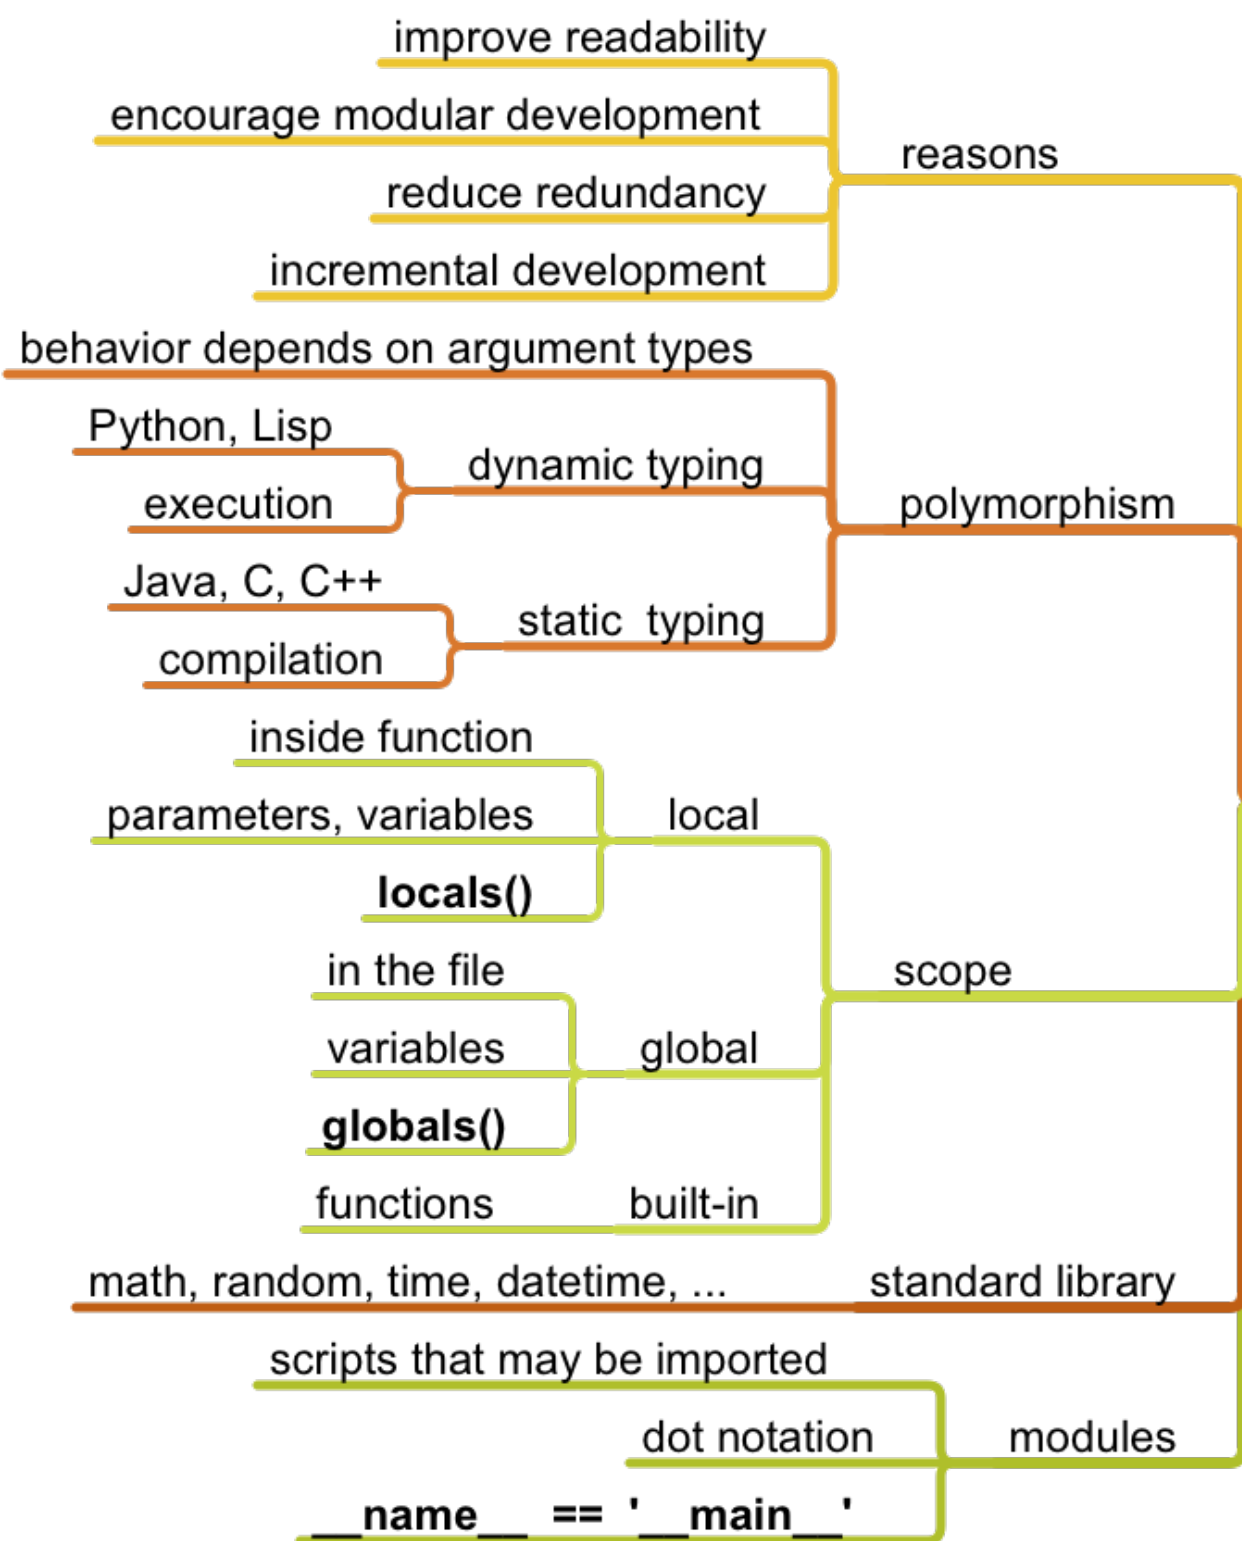 improve readability
encourage modular development
reasons
reduce redundancy
incremental development
behavior depends on argument types
Python, Lisp
dynamic typing
execution
polymorphism
Java, C, C++
static typing
compilation
inside function
parameters, variables
local
locals()
in the file
scope
variables
global
globals()
functions
built-in
math, random, time, datetime, ...
standard library
scripts that may be imported
dot notation
modules
__name__ == '__main__'